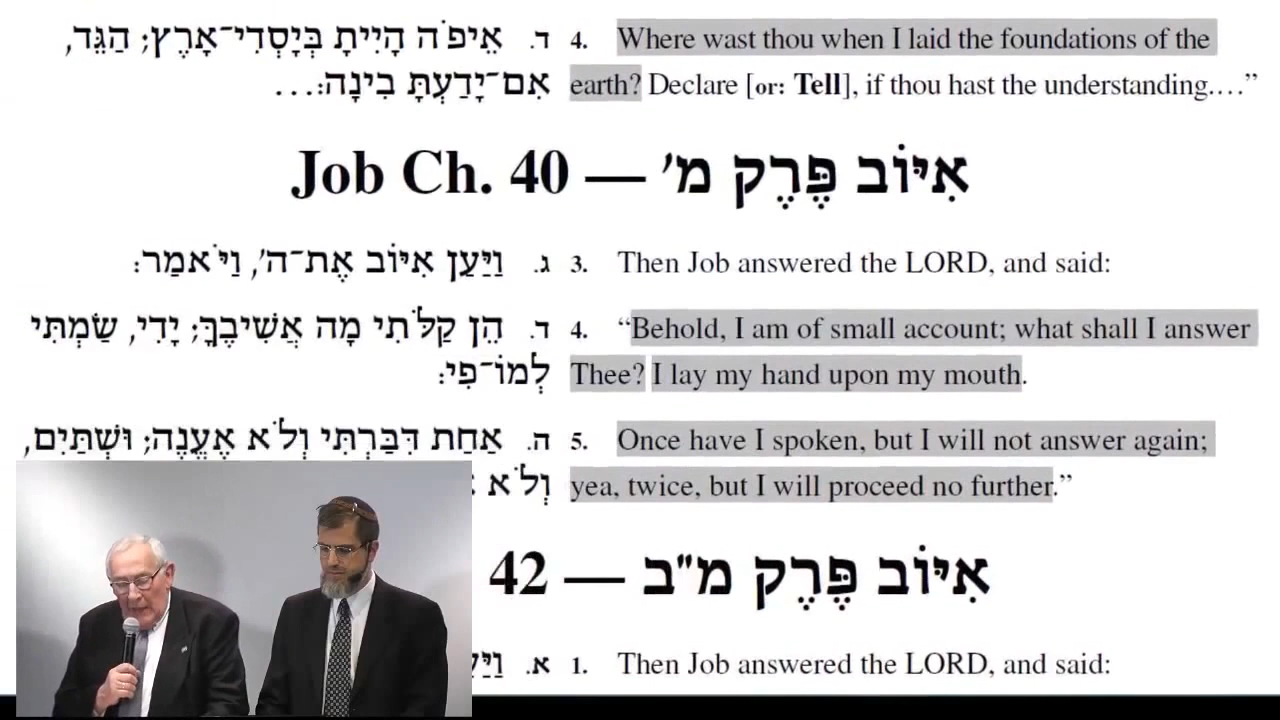 ד. אֵיפֹה הָיִיתָ בְּיָסְדִי־אָרֶץ; הַגֵּד, 4. Where wast thou when I laid the foundations of the
אִם־יָדַעְתָּ בִינָה:... earth? Declare [or: Tell], if thou hast the understanding....”
Job Ch. 40 — אִיּוֹב פֶּרֶק מ׳
ג. וַיַּעַן אִיּוֹב אֶת־ה׳, וַיֹּאמַר: 3. Then Job answered the LORD, and said:
ד. הֵן קַלֹּתִי מָה אֲשִׁיבֶךָּ; יָדִי, שַׂמְתִּי 4. “Behold, I am of small account; what shall I answer
לְמוֹ־פִי: Thee? I lay my hand upon my mouth.
ה. אַחַת דִּבַּרְתִּי וְלֹא אֶעֱנֶה; וּשְׁתַּיִם, 5. Once have I spoken, but I will not answer again;
וְלֹא yea, twice, but I will proceed no further.”
42 — אִיּוֹב פֶּרֶק מ״ב
א. 1. Then Job answered the LORD, and said: